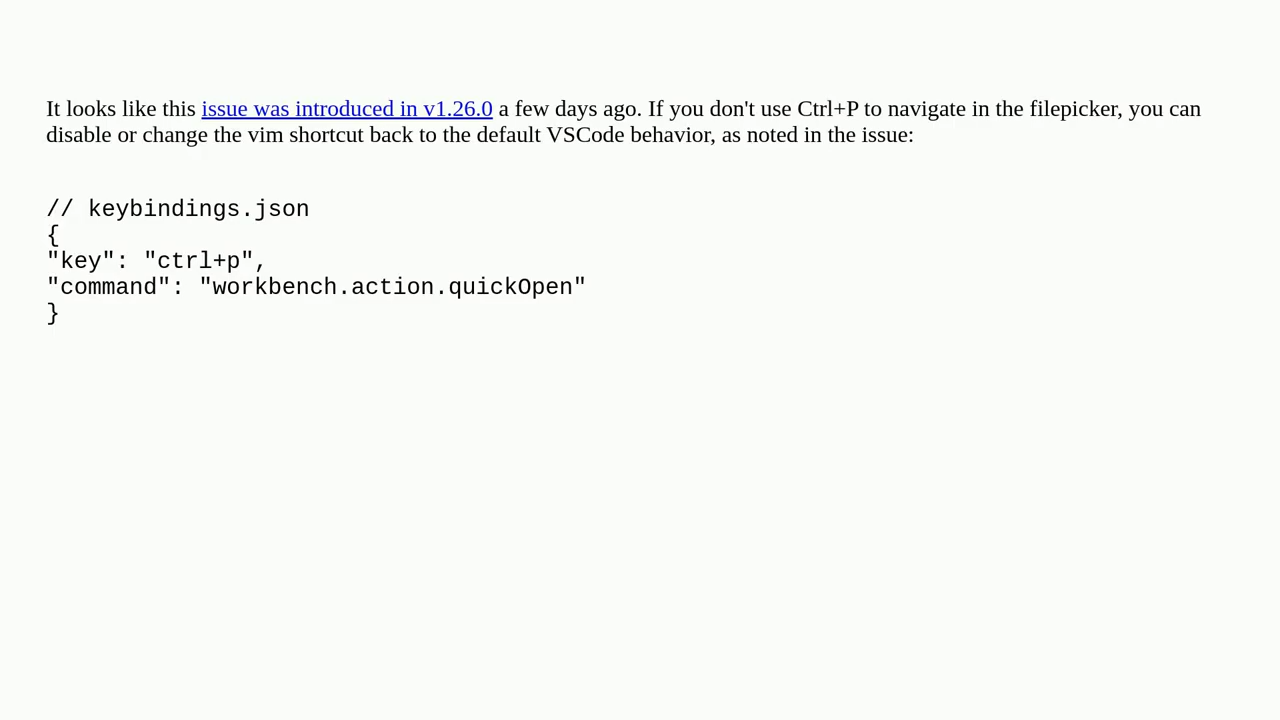 It looks like this issue was introduced in v1.26.0 a few days ago. If you don't use Ctrl+P to navigate in the filepicker, you can
disable or change the vim shortcut back to the default VSCode behavior, as noted in the issue:
// keybindings.json
{
"key": "ctrl+p",
"command": "workbench.action.quickOpen"
}